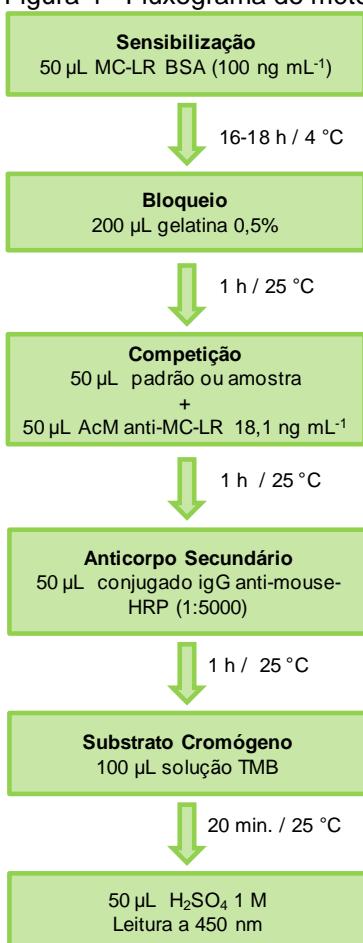 Sensibilização
50 µL MC-LR BSA (100 ng mL⁻¹)
16-18 h / 4 °C
Bloqueio
200 µL gelatina 0,5%
1 h / 25 °C
Competição
50 µL padrão ou amostra
+
50 µL AcM anti-MC-LR 18,1 ng mL⁻¹
1 h / 25 °C
Anticorpo Secundário
50 µL conjugado igG anti-mouse-
HRP (1:5000)
1 h / 25 °C
Substrato Cromógeno
100 µL solução TMB
20 min. / 25 °C
50 µL H₂SO₄ 1 M
Leitura a 450 nm